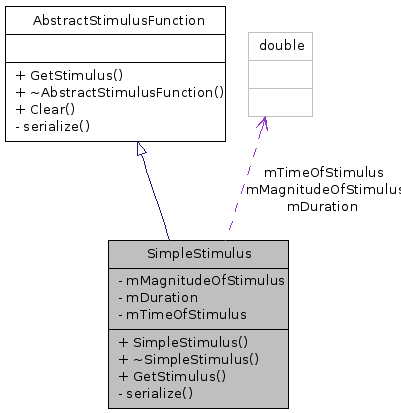 AbstractStimulusFunction
+ GetStimulus()
+ ~AbstractStimulusFunction()
+ Clear()
- serialize()
double
mTimeOfStimulus
mMagnitudeOfStimulus
mDuration
SimpleStimulus
- mMagnitudeOfStimulus
- mDuration
- mTimeOfStimulus
+ SimpleStimulus()
+ ~SimpleStimulus()
+ GetStimulus()
- serialize()